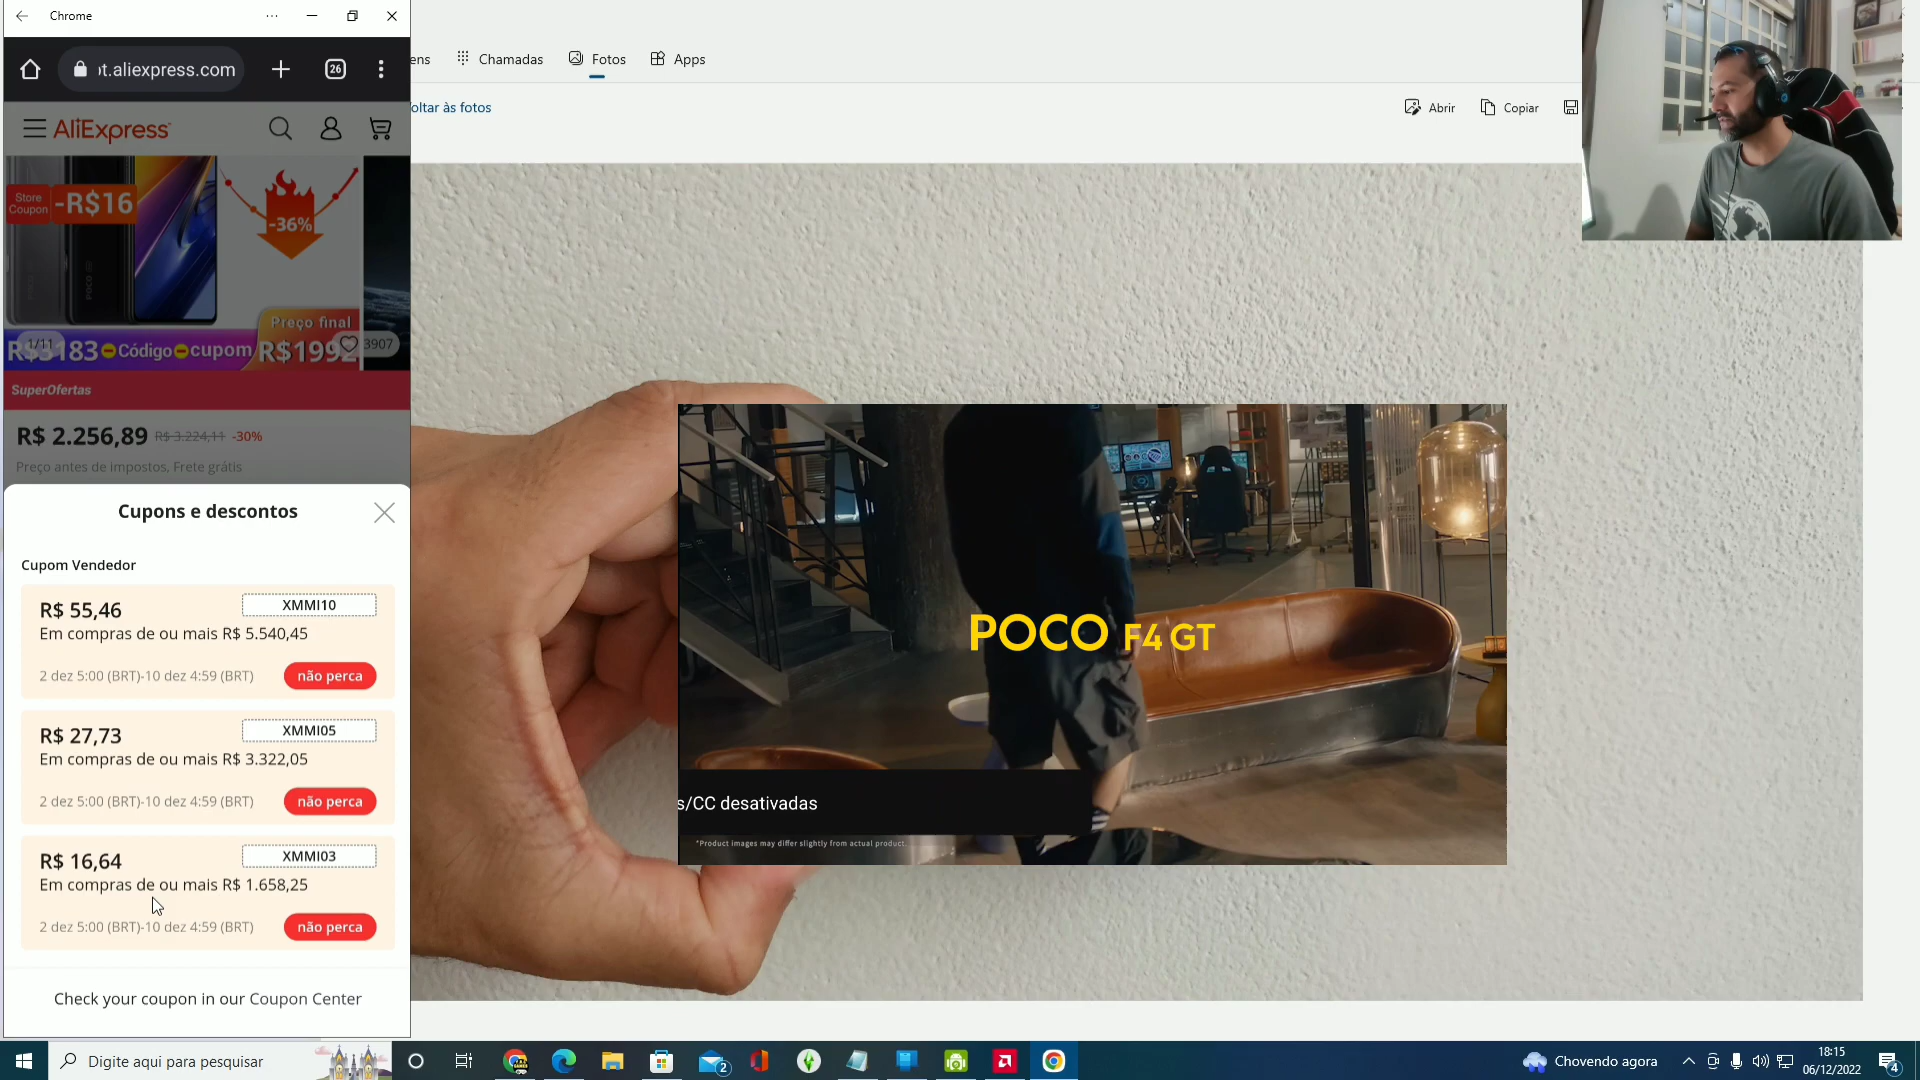 Chrome
pt.aliexpress.com
26
AliExpress
Store
Coupon
-R$16
-36%
Preço final
1/11
R$3183
Código
cupom
R$1992
3907
SuperOfertas
R$ 2.256,89 R$ 3.224,11 -30%
Preço antes de impostos, Frete grátis
Cupons e descontos
Cupom Vendedor
R$ 55,46
XMMI10
Em compras de ou mais R$ 5.540,45
2 dez 5:00 (BRT)-10 dez 4:59 (BRT)
não perca
R$ 27,73
XMMI05
Em compras de ou mais R$ 3.322,05
2 dez 5:00 (BRT)-10 dez 4:59 (BRT)
não perca
R$ 16,64
XMMI03
Em compras de ou mais R$ 1.658,25
2 dez 5:00 (BRT)-10 dez 4:59 (BRT)
não perca
Check your coupon in our Coupon Center
ens
Chamadas
Fotos
Apps
oltar às fotos
Abrir
Copiar
POCO F4 GT
s/CC desativadas
*Product images may differ slightly from actual product.
Digite aqui para pesquisar
2
Chovendo agora
18:15
06/12/2022
4